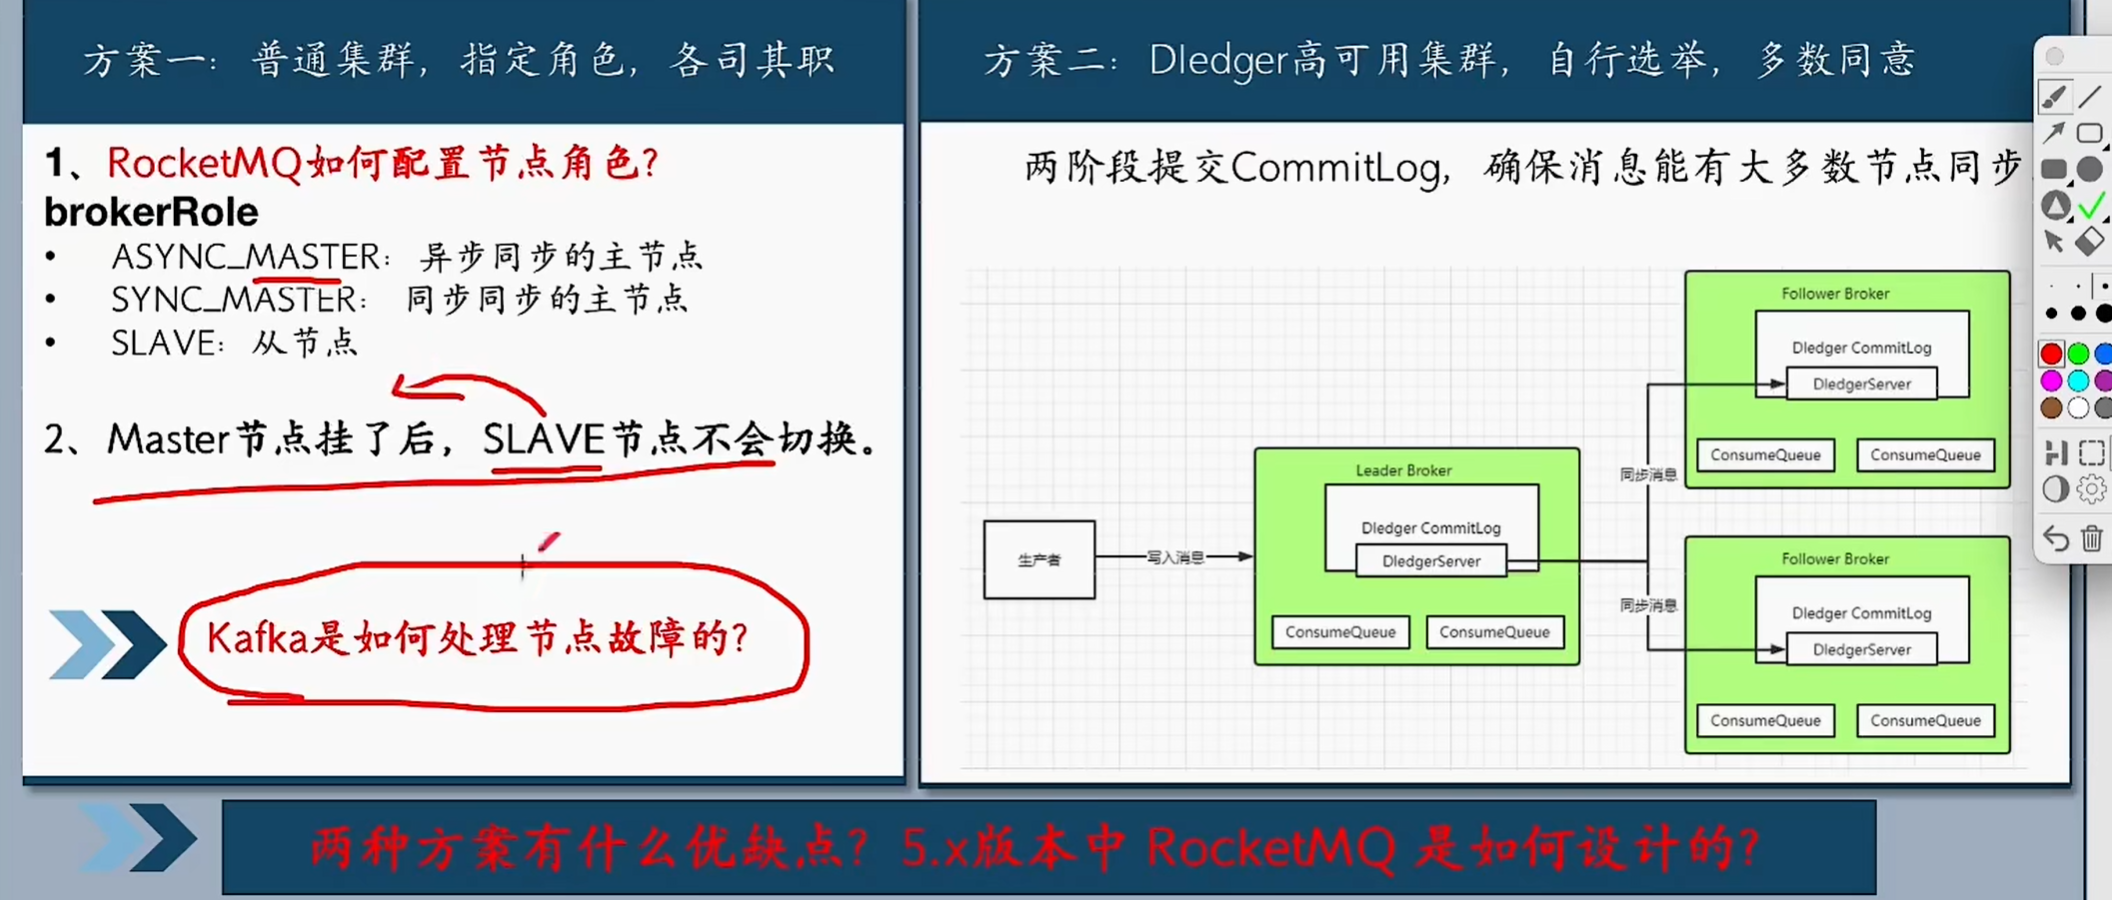 方案一：普通集群，指定角色，各司其职
1、RocketMQ如何配置节点角色?
brokerRole
• ASYNC_MASTER：异步同步的主节点
• SYNC_MASTER： 同步同步的主节点
• SLAVE：从节点
2、Master节点挂了后，SLAVE节点不会切换。
Kafka是如何处理节点故障的?
方案二：Dledger高可用集群，自行选举，多数同意
两阶段提交CommitLog，确保消息能有大多数节点同步
生产者
写入消息
Leader Broker
Dledger CommitLog
DledgerServer
ConsumeQueue
ConsumeQueue
同步消息
同步消息
Follower Broker
Dledger CommitLog
DledgerServer
ConsumeQueue
ConsumeQueue
Follower Broker
Dledger CommitLog
DledgerServer
ConsumeQueue
ConsumeQueue
两种方案有什么优缺点? 5.x版本中 RocketMQ 是如何设计的?